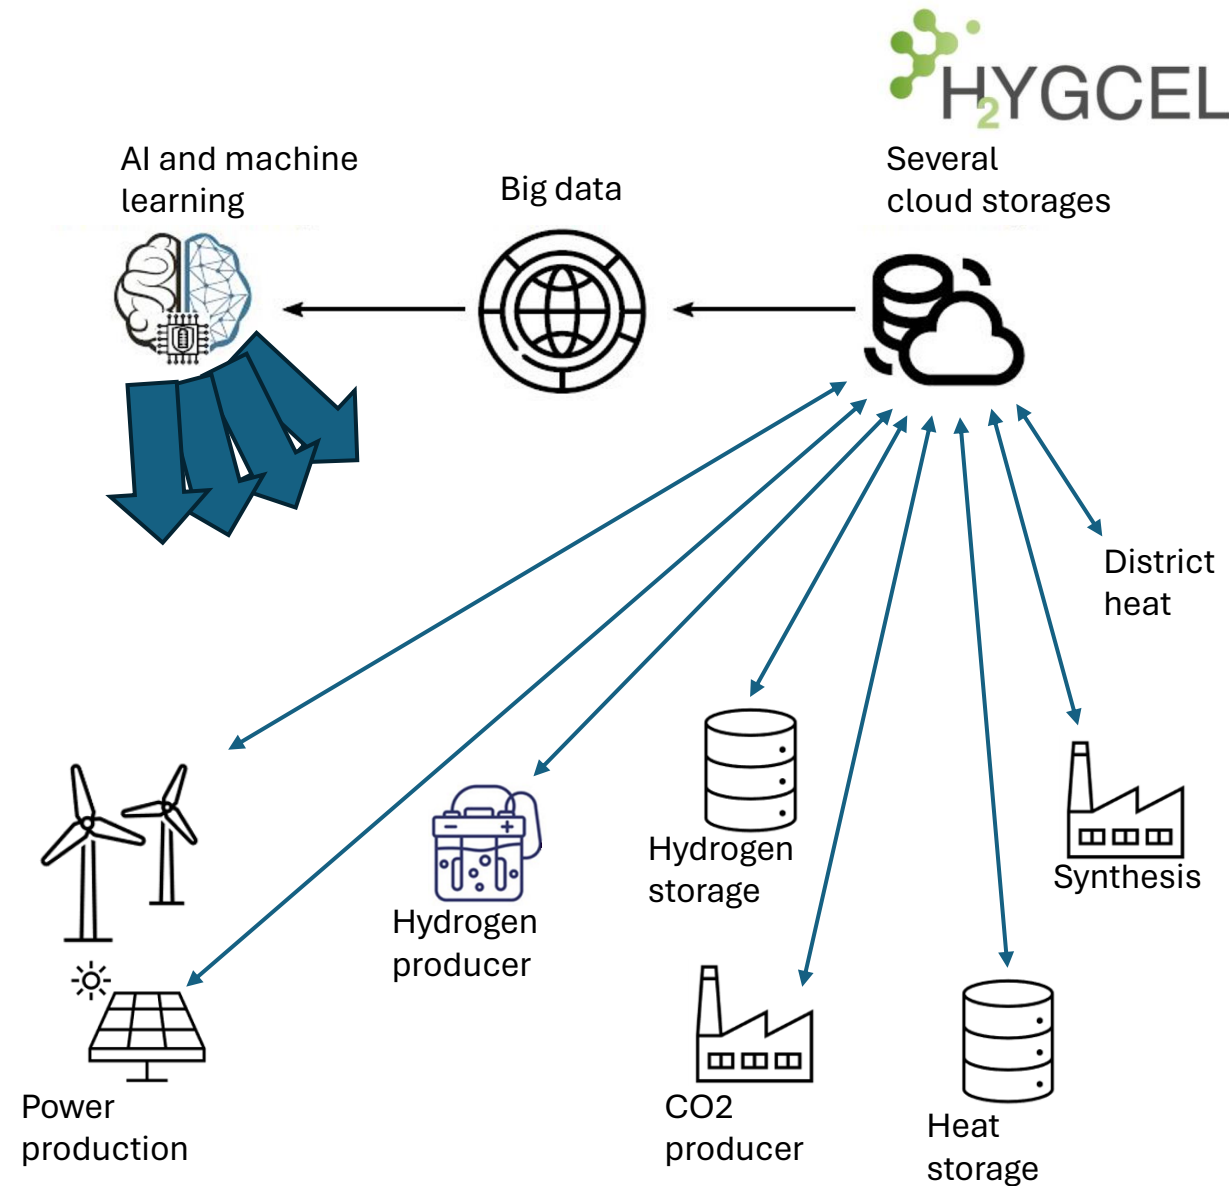 H2YGCEL
AI and machine
learning
Big data
Several
cloud storages
District
heat
Hydrogen
storage
Synthesis
Hydrogen
producer
Power
production
CO2
producer
Heat
storage